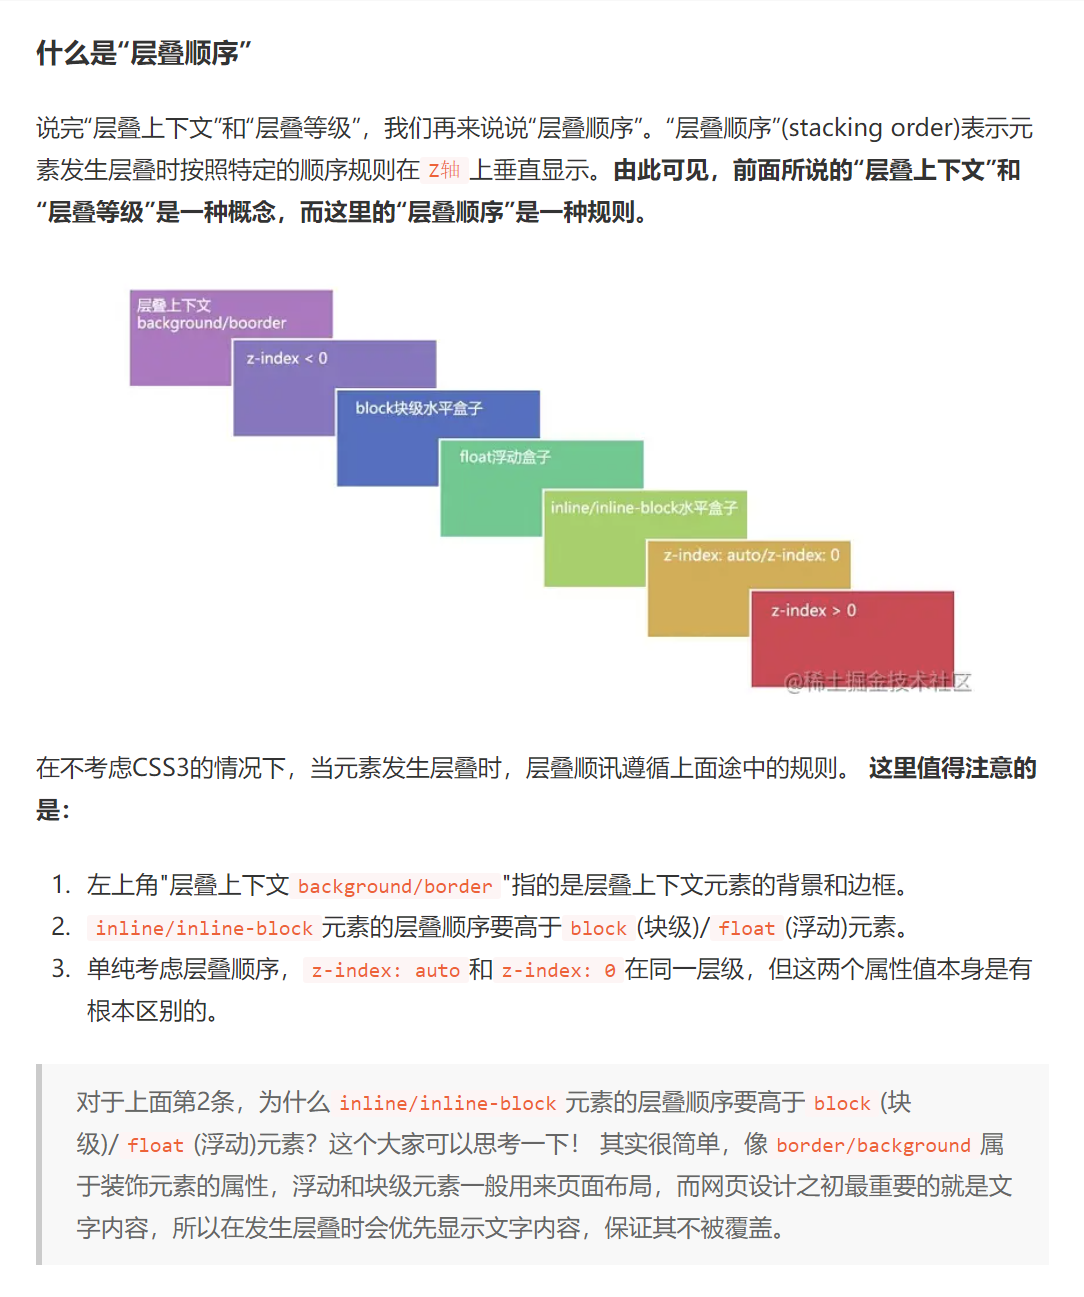 什么是“层叠顺序”
说完“层叠上下文”和“层叠等级”，我们再来说说“层叠顺序”。“层叠顺序”(stacking order)表示元
素发生层叠时按照特定的顺序规则在 Z轴 上垂直显示。由此可见，前面所说的“层叠上下文”和
“层叠等级”是一种概念，而这里的“层叠顺序”是一种规则。
层叠上下文
background/boorder
z-index < 0
block块级水平盒子
float浮动盒子
inline/inline-block水平盒子
z-index: auto/z-index: 0
z-index > 0
@稀土掘金技术社区
在不考虑CSS3的情况下，当元素发生层叠时，层叠顺讯遵循上面途中的规则。 这里值得注意的
是：
1. 左上角"层叠上下文 background/border "指的是层叠上下文元素的背景和边框。
2. inline/inline-block 元素的层叠顺序要高于 block (块级)/ float (浮动)元素。
3. 单纯考虑层叠顺序， z-index: auto 和 z-index: 0 在同一层级，但这两个属性值本身是有
根本区别的。
对于上面第2条，为什么 inline/inline-block 元素的层叠顺序要高于 block (块
级)/ float (浮动)元素？这个大家可以思考一下！ 其实很简单，像 border/background 属
于装饰元素的属性，浮动和块级元素一般用来页面布局，而网页设计之初最重要的就是文
字内容，所以在发生层叠时会优先显示文字内容，保证其不被覆盖。